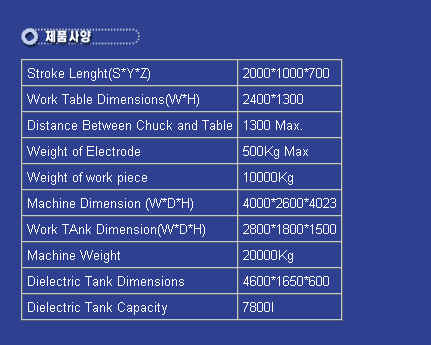 제품사양
Stroke Lenght(S*Y*Z) 2000*1000*700
Work Table Dimensions(W*H) 2400*1300
Distance Between Chuck and Table 1300 Max.
Weight of Electrode 500Kg Max
Weight of work piece 10000Kg
Machine Dimension (W*D*H) 4000*2600*4023
Work TAnk Dimension(W*D*H) 2800*1800*1500
Machine Weight 20000Kg
Dielectric Tank Dimensions 4600*1650*600
Dielectric Tank Capacity 7800l